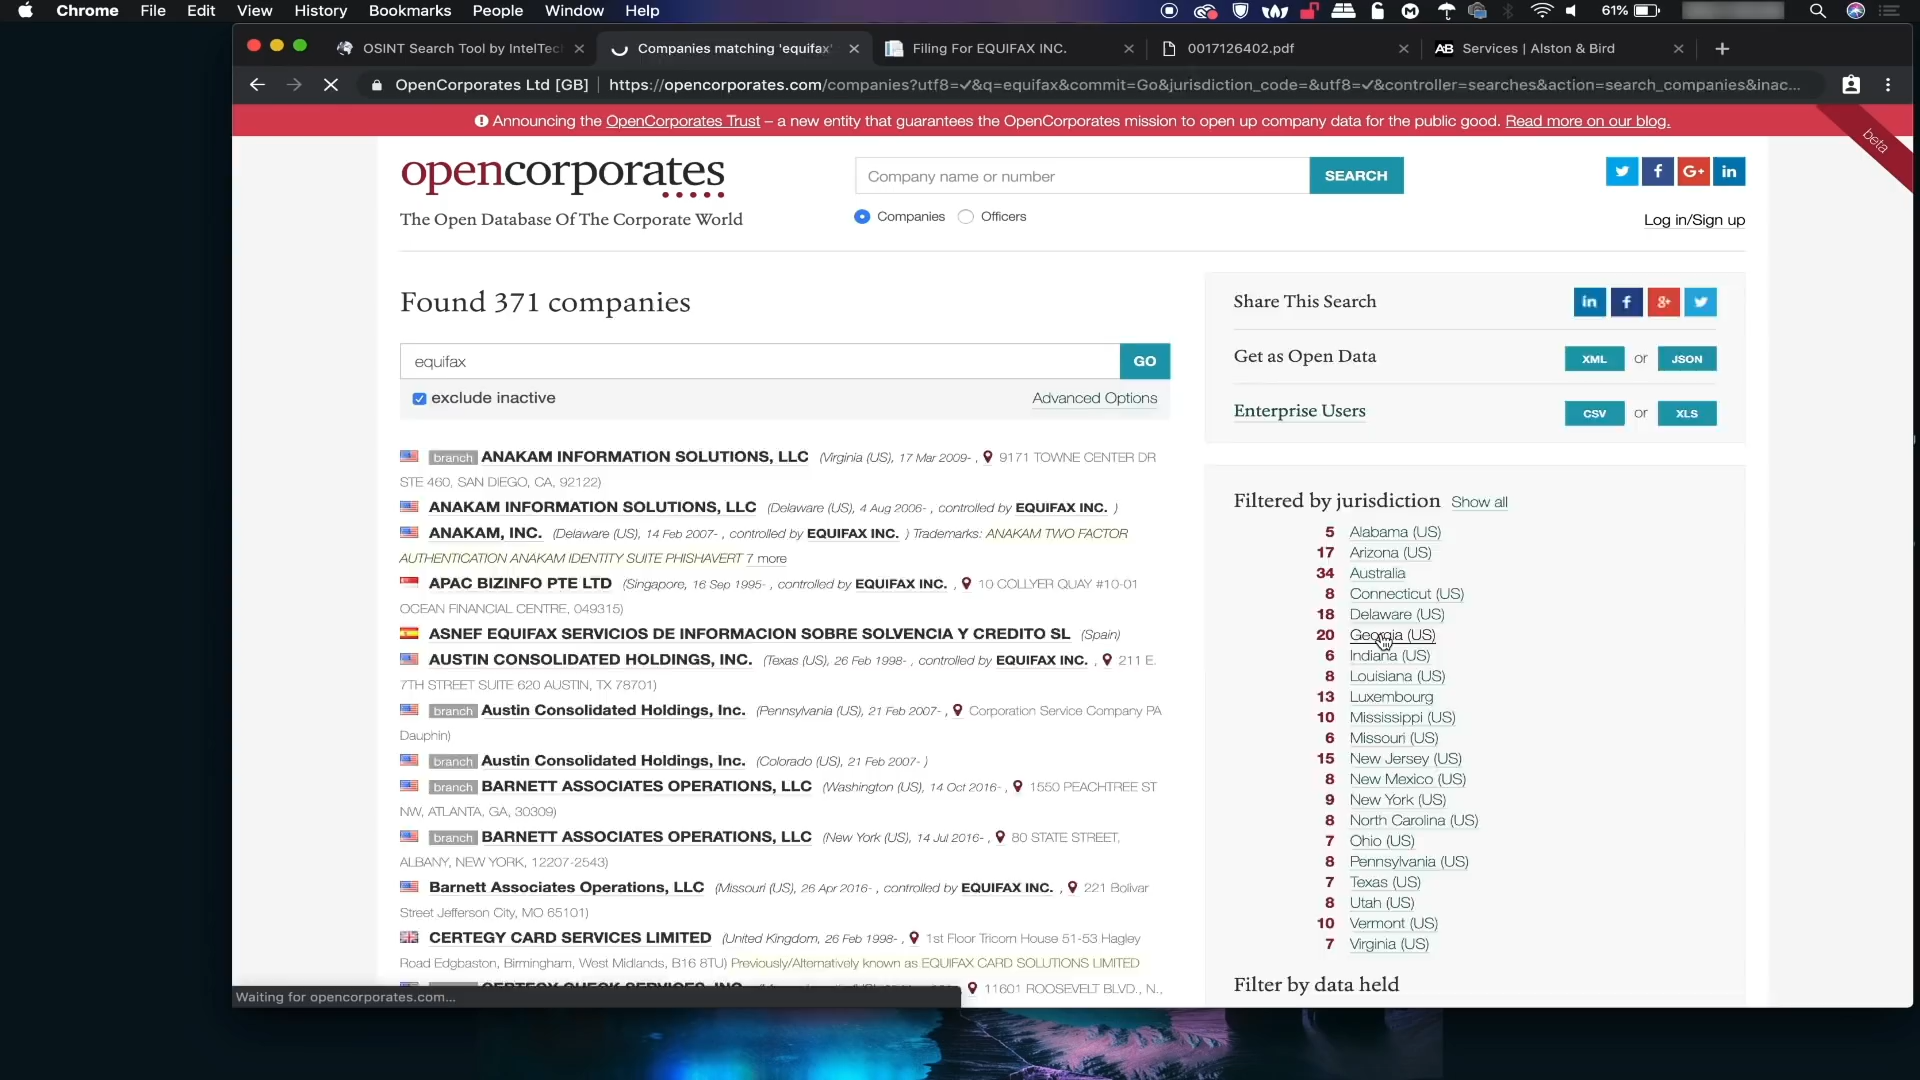 Chrome File Edit View History Bookmarks People Window Help 61%
OSINT Search Tool by IntelTec Companies matching 'equifax' Filing For EQUIFAX INC. 0017126402.pdf AB Services | Alston & Bird
OpenCorporates Ltd [GB] https://opencorporates.com/companies?utf8=✓&q=equifax&commit=Go&jurisdiction_code=&utf8=✓&controller=searches&action=search_companies&inac...
Announcing the OpenCorporates Trust – a new entity that guarantees the OpenCorporates mission to open up company data for the public good. Read more on our blog.
beta
opencorporates
The Open Database Of The Corporate World
Company name or number SEARCH
Companies Officers
Log in/Sign up
Found 371 companies
equifax GO
exclude inactive Advanced Options
branch ANAKAM INFORMATION SOLUTIONS, LLC (Virginia (US), 17 Mar 2009- , 9171 TOWNE CENTER DR
STE 460, SAN DIEGO, CA, 92122)
ANAKAM INFORMATION SOLUTIONS, LLC (Delaware (US), 4 Aug 2006- , controlled by EQUIFAX INC. )
ANAKAM, INC. (Delaware (US), 14 Feb 2007- , controlled by EQUIFAX INC. ) Trademarks: ANAKAM TWO FACTOR
AUTHENTICATION ANAKAM IDENTITY SUITE PHISHAVERT 7 more
APAC BIZINFO PTE LTD (Singapore, 16 Sep 1995- , controlled by EQUIFAX INC. , 10 COLLYER QUAY #10-01
OCEAN FINANCIAL CENTRE, 049315)
ASNEF EQUIFAX SERVICIOS DE INFORMACION SOBRE SOLVENCIA Y CREDITO SL (Spain)
AUSTIN CONSOLIDATED HOLDINGS, INC. (Texas (US), 26 Feb 1998- , controlled by EQUIFAX INC. , 211 E.
7TH STREET SUITE 620 AUSTIN, TX 78701)
branch Austin Consolidated Holdings, Inc. (Pennsylvania (US), 21 Feb 2007- , Corporation Service Company PA
Dauphin)
branch Austin Consolidated Holdings, Inc. (Colorado (US), 21 Feb 2007- )
branch BARNETT ASSOCIATES OPERATIONS, LLC (Washington (US), 14 Oct 2016- , 1550 PEACHTREE ST
NW, ATLANTA, GA, 30309)
branch BARNETT ASSOCIATES OPERATIONS, LLC (New York (US), 14 Jul 2016- , 80 STATE STREET,
ALBANY, NEW YORK, 12207-2543)
Barnett Associates Operations, LLC (Missouri (US), 26 Apr 2016- , controlled by EQUIFAX INC. , 221 Bolivar
Street Jefferson City, MO 65101)
CERTEGY CARD SERVICES LIMITED (United Kingdom, 26 Feb 1998- , 1st Floor Tricorn House 51-53 Hagley
Road Edgbaston, Birmingham, West Midlands, B16 8TU) Previously/Alternatively known as EQUIFAX CARD SOLUTIONS LIMITED
CERTEGY CHECK SERVICES, INC. 11601 ROOSEVELT BLVD., N.,
Waiting for opencorporates.com...
Share This Search
Get as Open Data XML or JSON
Enterprise Users CSV or XLS
Filtered by jurisdiction Show all
5 Alabama (US)
17 Arizona (US)
34 Australia
8 Connecticut (US)
18 Delaware (US)
20 Georgia (US)
6 Indiana (US)
8 Louisiana (US)
13 Luxembourg
10 Mississippi (US)
6 Missouri (US)
15 New Jersey (US)
8 New Mexico (US)
9 New York (US)
8 North Carolina (US)
7 Ohio (US)
8 Pennsylvania (US)
7 Texas (US)
8 Utah (US)
10 Vermont (US)
7 Virginia (US)
Filter by data held